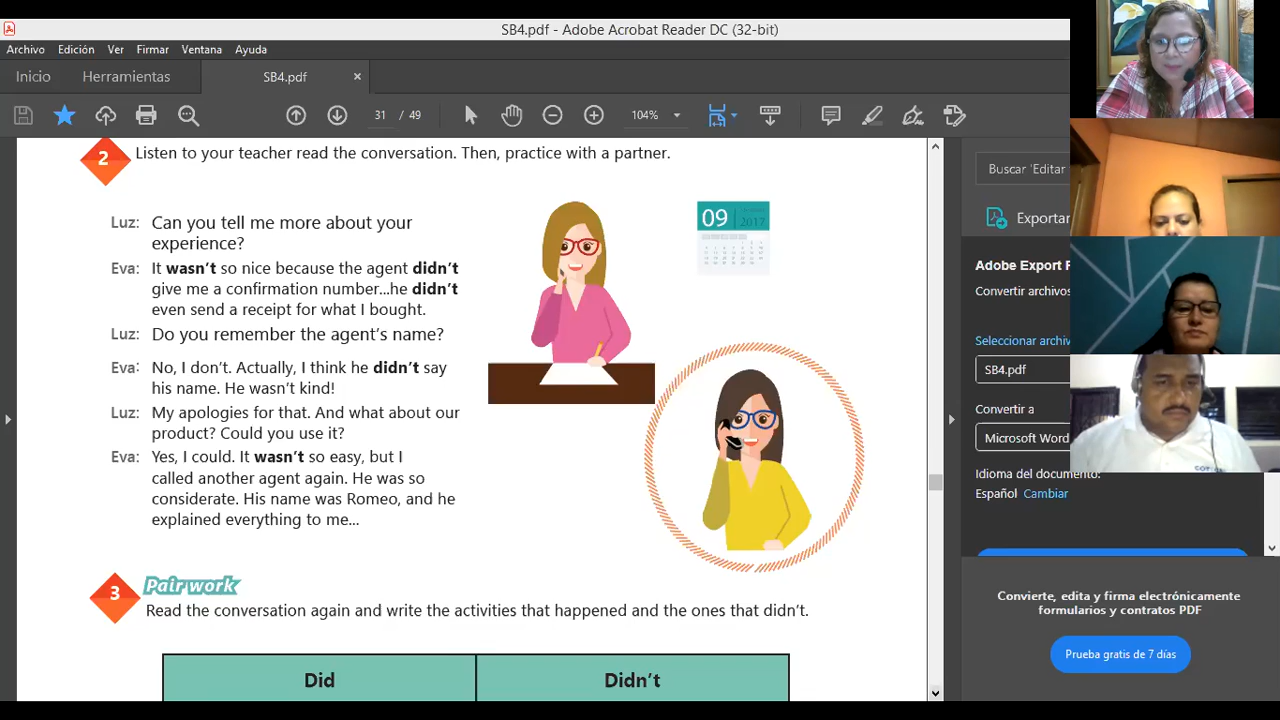 SB4.pdf - Adobe Acrobat Reader DC (32-bit)
Archivo Edición Ver Firmar Ventana Ayuda
Inicio Herramientas SB4.pdf ×
31 / 49 104%
2 Listen to your teacher read the conversation. Then, practice with a partner.
Luz: Can you tell me more about your
experience?
Eva: It wasn't so nice because the agent didn't
give me a confirmation number...he didn't
even send a receipt for what I bought.
Luz: Do you remember the agent's name?
Eva: No, I don't. Actually, I think he didn't say
his name. He wasn't kind!
Luz: My apologies for that. And what about our
product? Could you use it?
Eva: Yes, I could. It wasn't so easy, but I
called another agent again. He was so
considerate. His name was Romeo, and he
explained everything to me...
09 2017
3 Pair work
Read the conversation again and write the activities that happened and the ones that didn't.
Did Didn't
Buscar 'Editar
Exportar
Adobe Export P
Convertir archivos
Seleccionar archiv
SB4.pdf
Convertir a
Microsoft Word
Idioma del documento:
Español Cambiar
Convierte, edita y firma electrónicamente
formularios y contratos PDF
Prueba gratis de 7 días